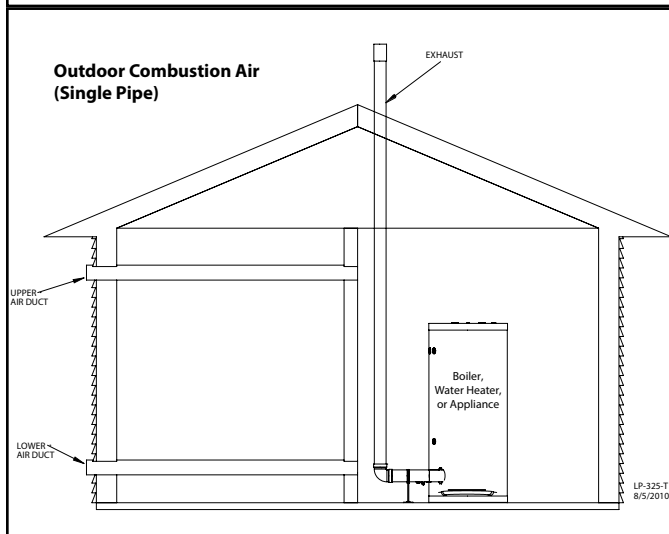 Outdoor Combustion Air
(Single Pipe)
EXHAUST
UPPER
AIR DUCT
Boiler,
Water Heater,
or Appliance
LOWER
AIR DUCT
LP-325-T
8/5/2010